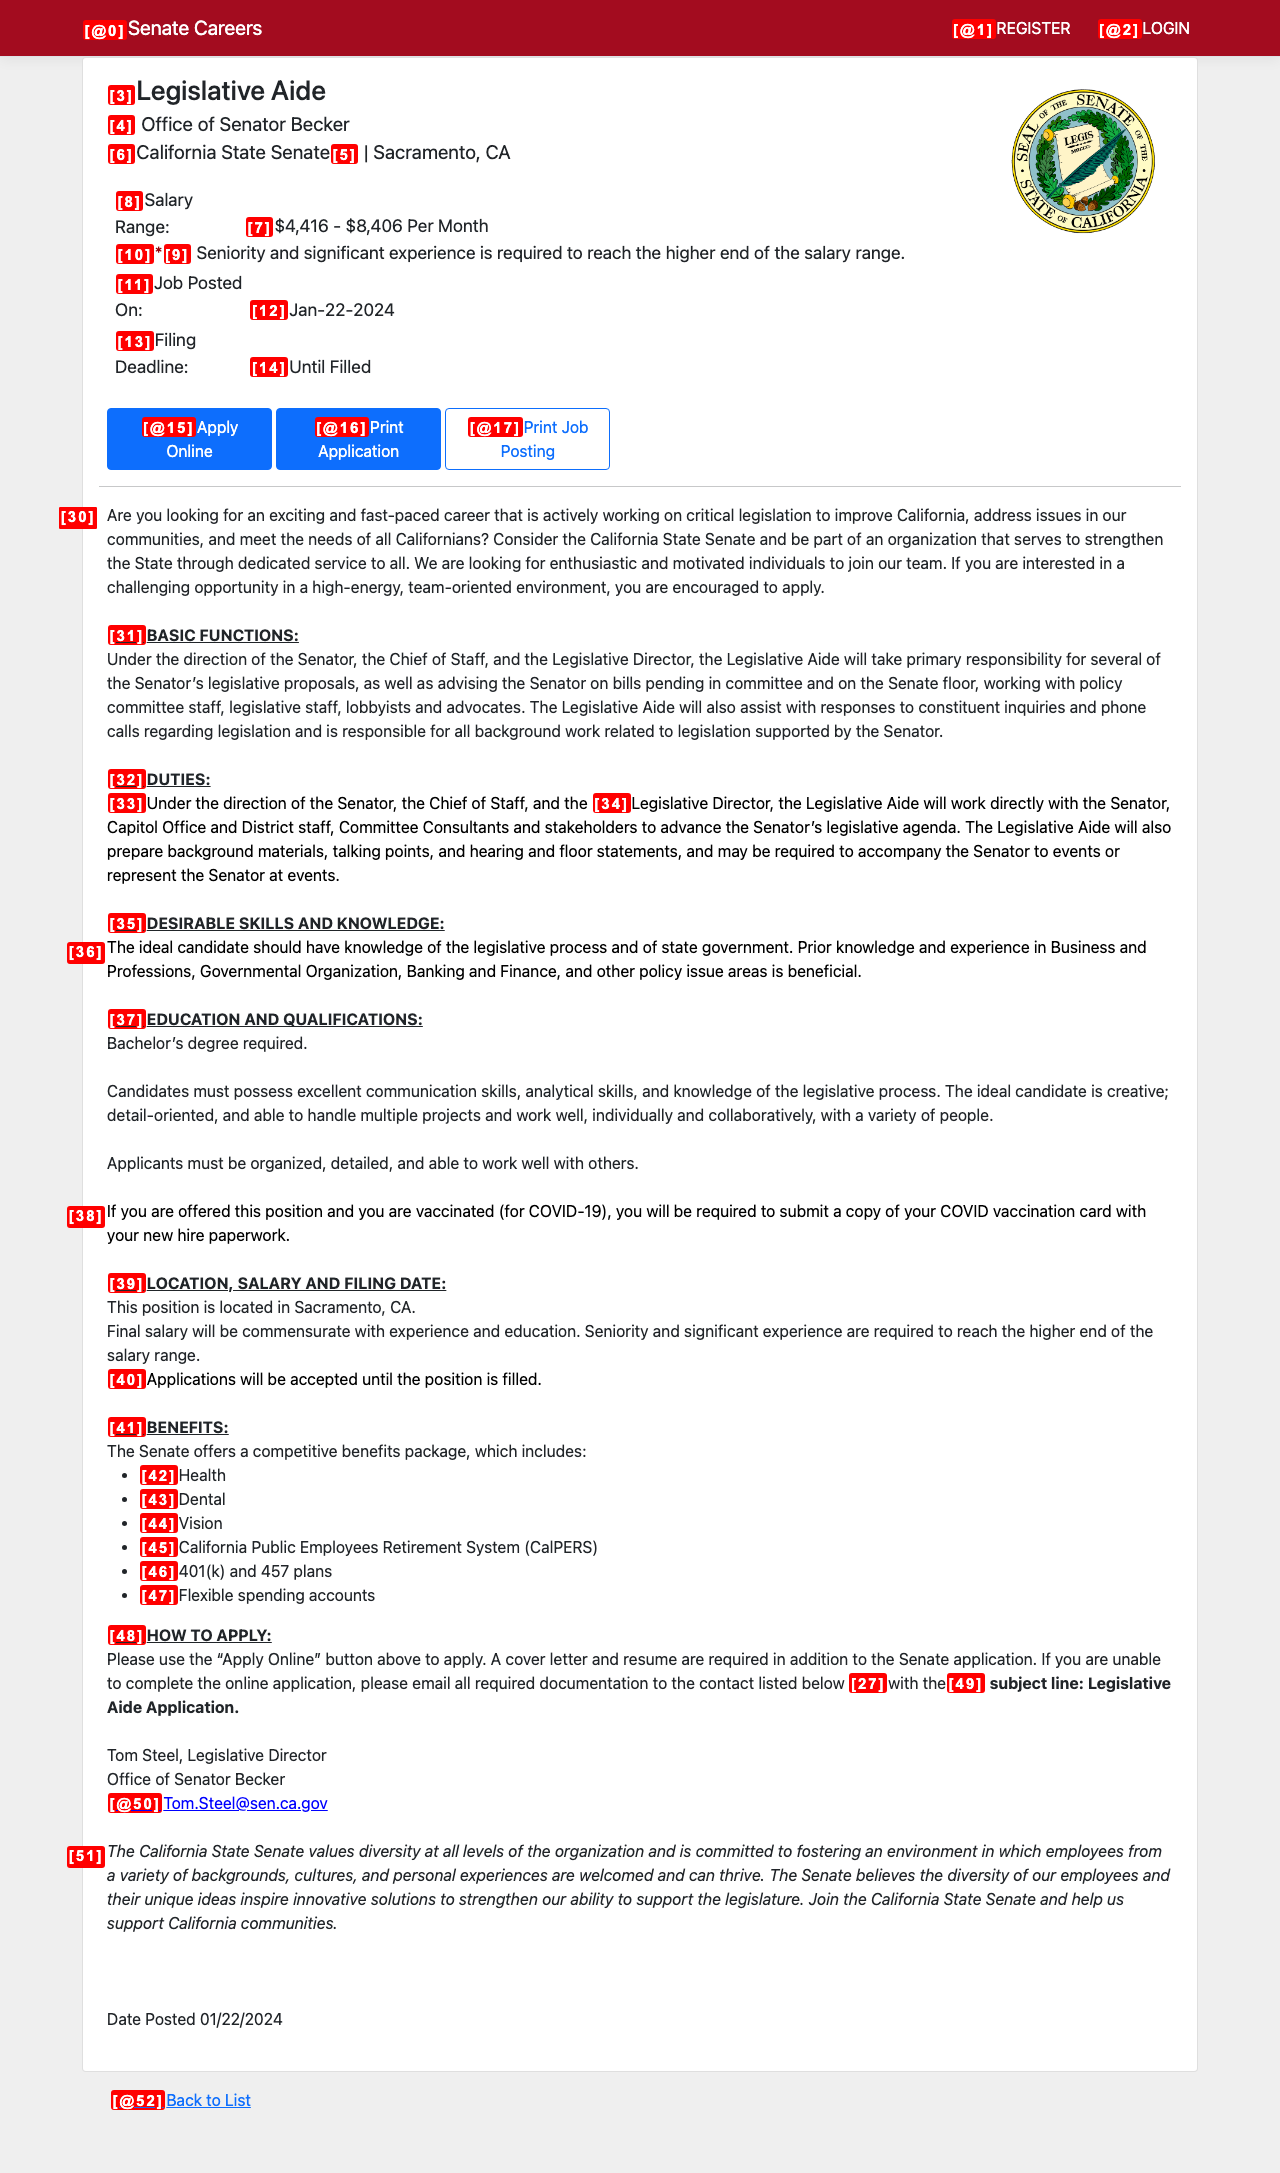 [@0] Senate Careers [@1] REGISTER [@2] LOGIN
[3] Legislative Aide
[4] Office of Senator Becker
[6] California State Senate [5] | Sacramento, CA
SEAL OF THE SENATE OF THE STATE OF CALIFORNIA
LEGIS
[8] Salary
Range: [7] $4,416 - $8,406 Per Month
[10] * [9] Seniority and significant experience is required to reach the higher end of the salary range.
[11] Job Posted
On: [12] Jan-22-2024
[13] Filing
Deadline: [14] Until Filled
[@15] Apply
Online
[@16] Print
Application
[@17] Print Job
Posting
[30] Are you looking for an exciting and fast-paced career that is actively working on critical legislation to improve California, address issues in our
communities, and meet the needs of all Californians? Consider the California State Senate and be part of an organization that serves to strengthen
the State through dedicated service to all. We are looking for enthusiastic and motivated individuals to join our team. If you are interested in a
challenging opportunity in a high-energy, team-oriented environment, you are encouraged to apply.
[31] BASIC FUNCTIONS:
Under the direction of the Senator, the Chief of Staff, and the Legislative Director, the Legislative Aide will take primary responsibility for several of
the Senator’s legislative proposals, as well as advising the Senator on bills pending in committee and on the Senate floor, working with policy
committee staff, legislative staff, lobbyists and advocates. The Legislative Aide will also assist with responses to constituent inquiries and phone
calls regarding legislation and is responsible for all background work related to legislation supported by the Senator.
[32] DUTIES:
[33] Under the direction of the Senator, the Chief of Staff, and the [34] Legislative Director, the Legislative Aide will work directly with the Senator,
Capitol Office and District staff, Committee Consultants and stakeholders to advance the Senator’s legislative agenda. The Legislative Aide will also
prepare background materials, talking points, and hearing and floor statements, and may be required to accompany the Senator to events or
represent the Senator at events.
[35] DESIRABLE SKILLS AND KNOWLEDGE:
[36] The ideal candidate should have knowledge of the legislative process and of state government. Prior knowledge and experience in Business and
Professions, Governmental Organization, Banking and Finance, and other policy issue areas is beneficial.
[37] EDUCATION AND QUALIFICATIONS:
Bachelor’s degree required.
Candidates must possess excellent communication skills, analytical skills, and knowledge of the legislative process. The ideal candidate is creative;
detail-oriented, and able to handle multiple projects and work well, individually and collaboratively, with a variety of people.
Applicants must be organized, detailed, and able to work well with others.
[38] If you are offered this position and you are vaccinated (for COVID-19), you will be required to submit a copy of your COVID vaccination card with
your new hire paperwork.
[39] LOCATION, SALARY AND FILING DATE:
This position is located in Sacramento, CA.
Final salary will be commensurate with experience and education. Seniority and significant experience are required to reach the higher end of the
salary range.
[40] Applications will be accepted until the position is filled.
[41] BENEFITS:
The Senate offers a competitive benefits package, which includes:
• [42] Health
• [43] Dental
• [44] Vision
• [45] California Public Employees Retirement System (CalPERS)
• [46] 401(k) and 457 plans
• [47] Flexible spending accounts
[48] HOW TO APPLY:
Please use the “Apply Online” button above to apply. A cover letter and resume are required in addition to the Senate application. If you are unable
to complete the online application, please email all required documentation to the contact listed below [27] with the [49] subject line: Legislative
Aide Application.
Tom Steel, Legislative Director
Office of Senator Becker
[@50] Tom.Steel@sen.ca.gov
[51] The California State Senate values diversity at all levels of the organization and is committed to fostering an environment in which employees from
a variety of backgrounds, cultures, and personal experiences are welcomed and can thrive. The Senate believes the diversity of our employees and
their unique ideas inspire innovative solutions to strengthen our ability to support the legislature. Join the California State Senate and help us
support California communities.
Date Posted 01/22/2024
[@52] Back to List